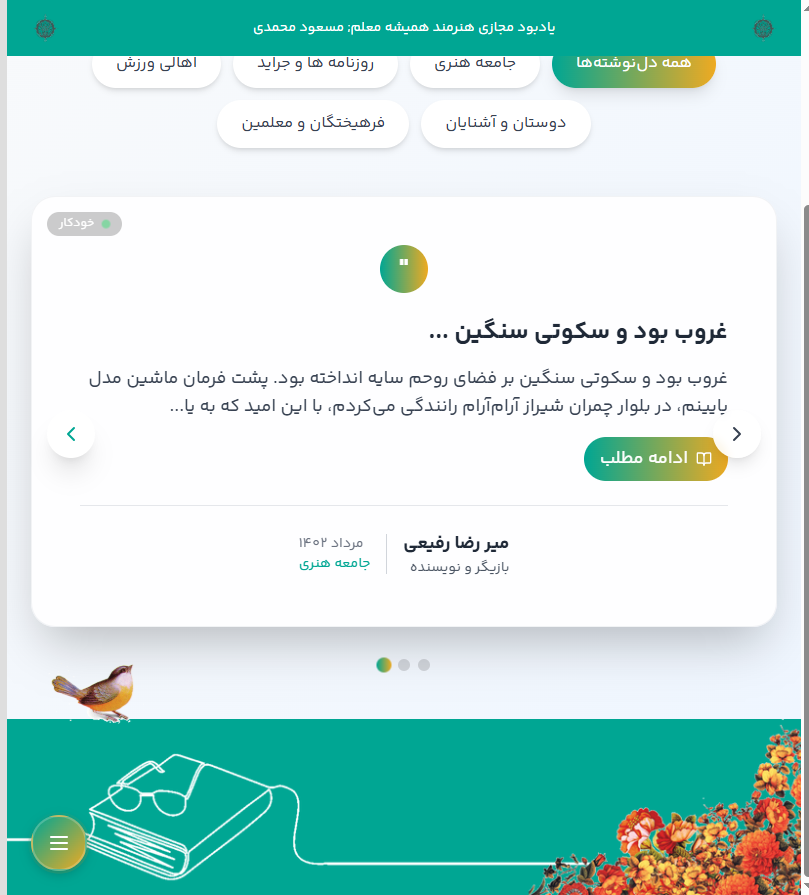 یادبود مجازی هنرمند همیشه معلم; مسعود محمدی
همه دل‌نوشته‌ها
جامعه هنری
روزنامه ها و جراید
اهالی ورزش
دوستان و آشنایان
فرهیختگان و معلمین
خودکار
"
غروب بود و سکوتی سنگین ...
غروب بود و سکوتی سنگین بر فضای روحم سایه انداخته بود. پشت فرمان ماشین مدل
پایینم، در بلوار چمران شیراز آرام‌آرام رانندگی می‌کردم، با این امید که به یا...
ادامه مطلب
میر رضا رفیعی
بازیگر و نویسنده
مرداد ۱۴۰۲
جامعه هنری